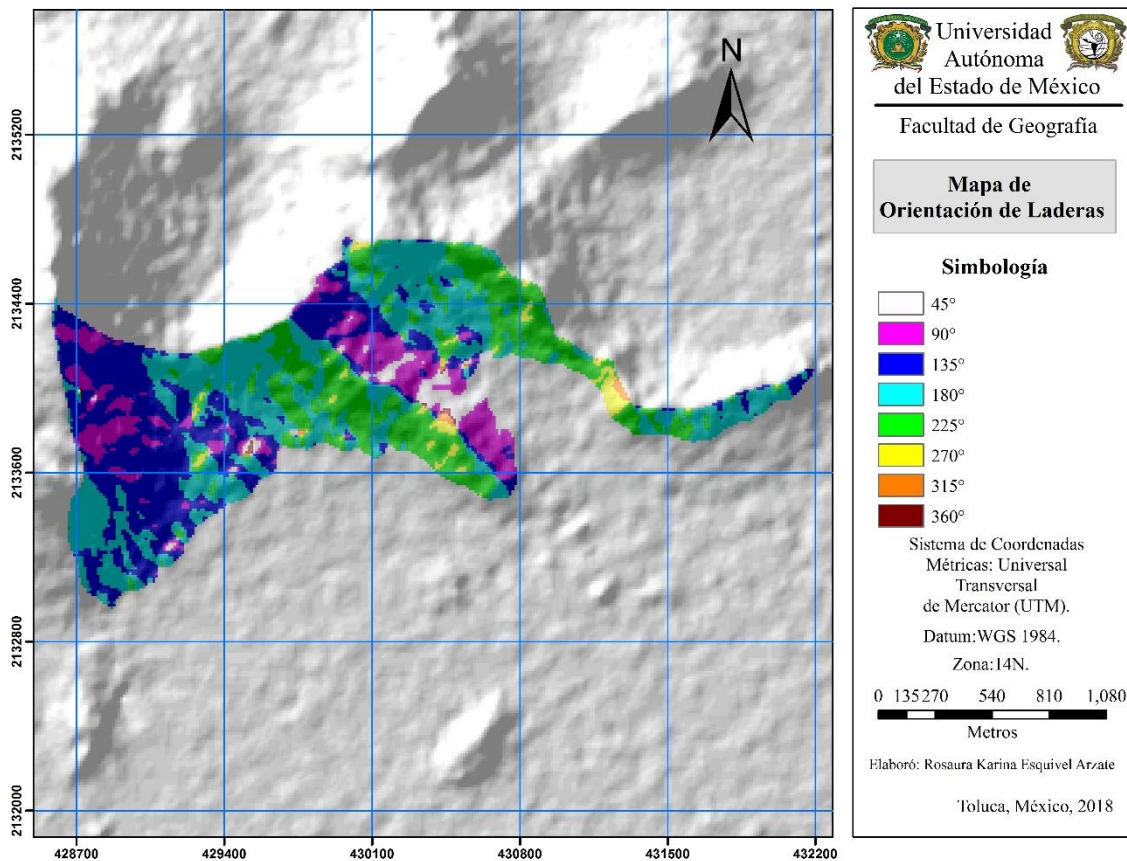 N
2135200
2134400
2133600
2132800
2132000
428700
429400
430100
430800
431500
432200
Universidad
Autónoma
del Estado de México
Facultad de Geografía
Mapa de
Orientación de Laderas
Simbología
45°
90°
135°
180°
225°
270°
315°
360°
Sistema de Coordenadas
Métricas: Universal
Transversal
de Mercator (UTM).
Datum:WGS 1984.
Zona:14N.
0 135 270 540 810 1,080
Metros
Elaboró: Rosaura Karina Esquivel Arzate
Toluca, México, 2018